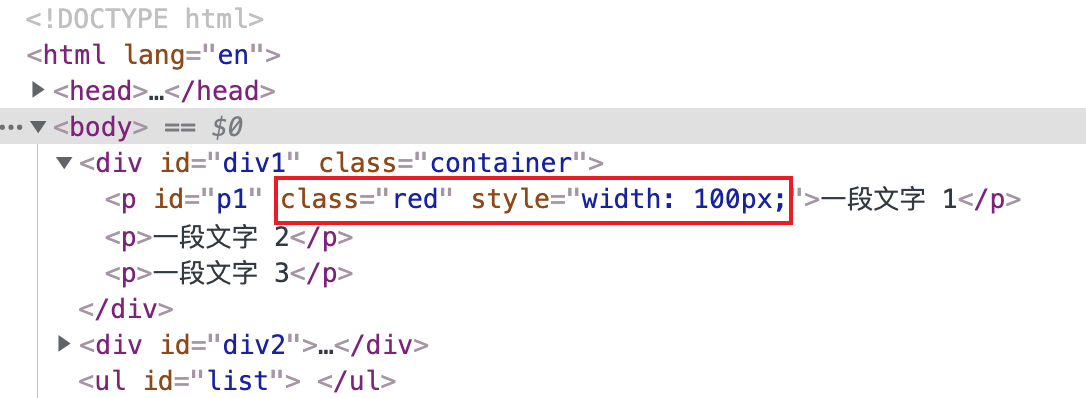 <!DOCTYPE html>
<html lang="en">
▶<head>…</head>
…▼<body> == $0
▼<div id="div1" class="container">
<p id="p1" class="red" style="width: 100px;">一段文字 1</p>
<p>一段文字 2</p>
<p>一段文字 3</p>
</div>
▶<div id="div2">…</div>
<ul id="list"> </ul>